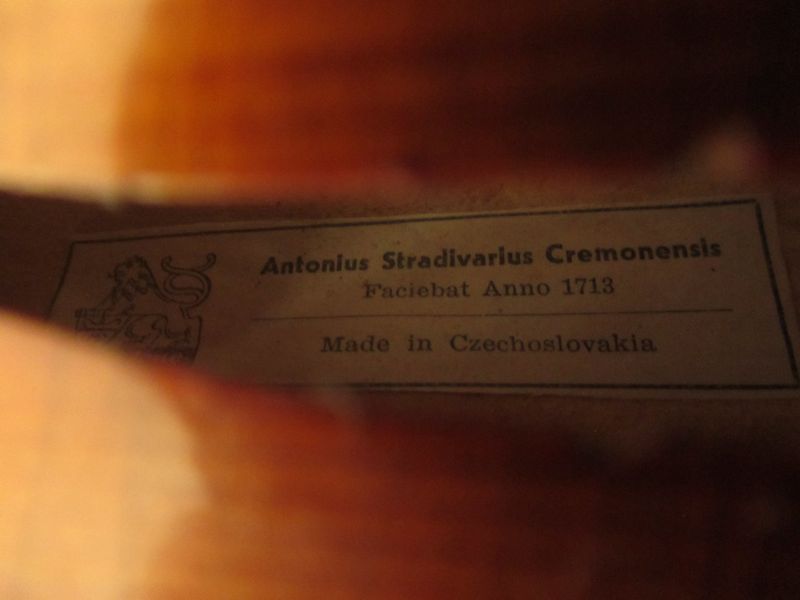 Antonius Stradivarius Cremonensis
Faciebat Anno 1713
Made in Czechoslovakia